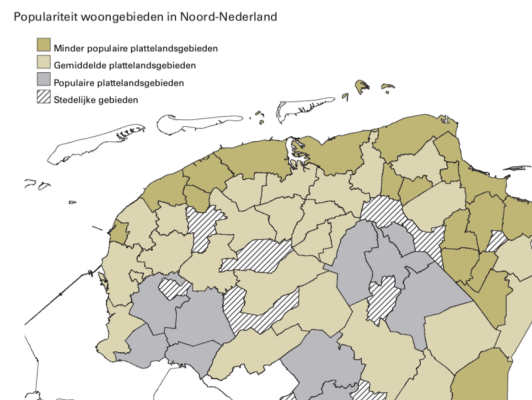 Populariteit woongebieden in Noord-Nederland
Minder populaire plattelandsgebieden
Gemiddelde plattelandsgebieden
Populaire plattelandsgebieden
Stedelijke gebieden